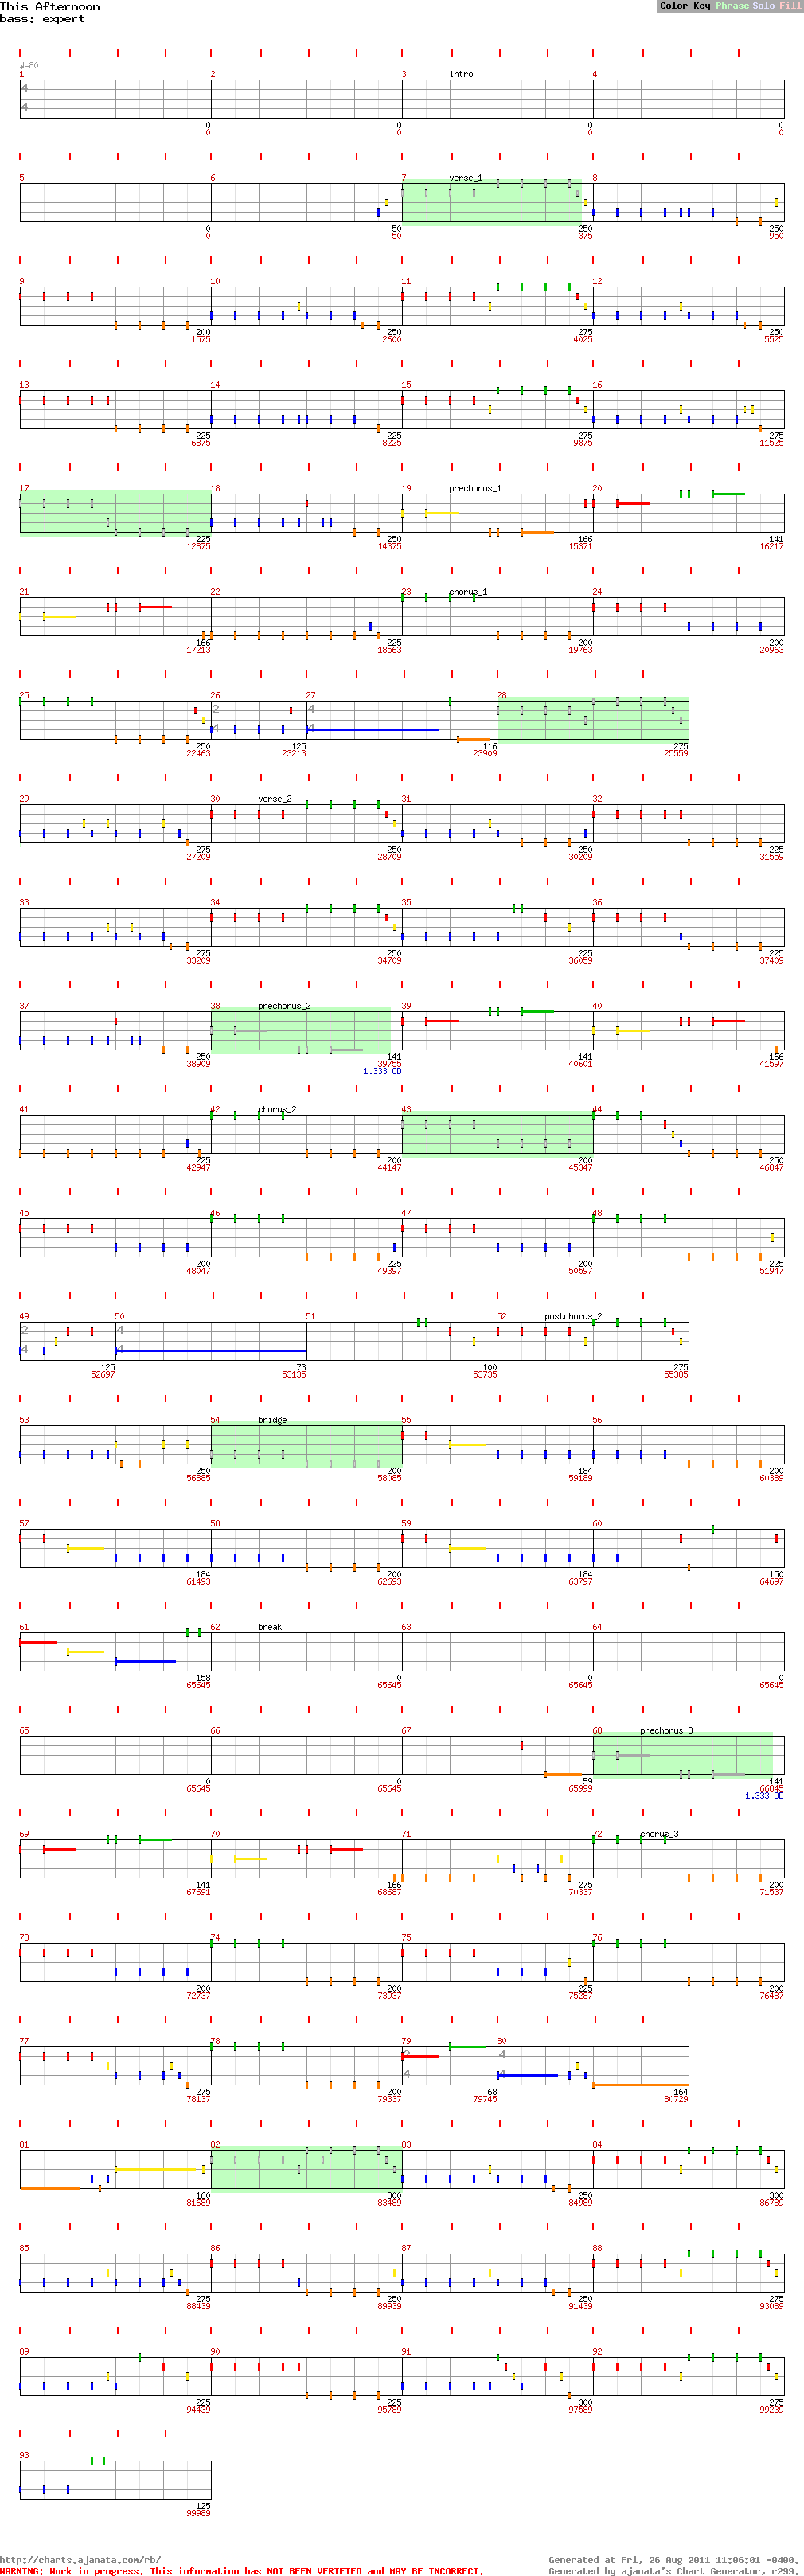 This Afternoon
Color Key Phrase Solo Fill
bass: expert
♩=80
1 2 3 intro 4
4
4
0 0 0 0
0 0 0 0
5 6 7 verse_1 8
0 50 250 250
0 50 375 950
9 10 11 12
200 250 275 250
1575 2600 4025 5525
13 14 15 16
225 225 275 275
6875 8225 9875 11525
17 18 19 prechorus_1 20
225 250 166 141
12875 14375 15371 16217
21 22 23 chorus_1 24
166 225 200 200
17213 18563 19763 20963
25 26 27 28
2 4
4 4
250 125 116 275
22463 23213 23909 25559
29 30 verse_2 31 32
275 250 250 225
27209 28709 30209 31559
33 34 35 36
275 250 225 225
33209 34709 36059 37409
37 38 prechorus_2 39 40
250 141 141 166
38909 39755 40601 41597
1.333 OD
41 42 chorus_2 43 44
225 200 200 250
42947 44147 45347 46847
45 46 47 48
200 225 200 225
48047 49397 50597 51947
49 50 51 52 postchorus_2
2 4
4 4
125 73 100 275
52697 53135 53735 55385
53 54 bridge 55 56
250 200 184 200
56885 58085 59189 60389
57 58 59 60
184 200 184 150
61493 62693 63797 64697
61 62 break 63 64
158 0 0 0
65645 65645 65645 65645
65 66 67 68 prechorus_3
0 0 59 141
65645 65645 65999 66845
1.333 OD
69 70 71 72 chorus_3
141 166 275 200
67691 68687 70337 71537
73 74 75 76
200 200 225 200
72737 73937 75287 76487
77 78 79 80
2 4
4 4
275 200 68 164
78137 79337 79745 80729
81 82 83 84
160 300 250 300
81689 83489 84989 86789
85 86 87 88
275 250 250 275
88439 89939 91439 93089
89 90 91 92
225 225 300 275
94439 95789 97589 99239
93
125
99989
http://charts.ajanata.com/rb/
Generated at Fri, 26 Aug 2011 11:06:01 -0400.
WARNING: Work in progress. This information has NOT BEEN VERIFIED and MAY BE INCORRECT.
Generated by ajanata's Chart Generator, r299.